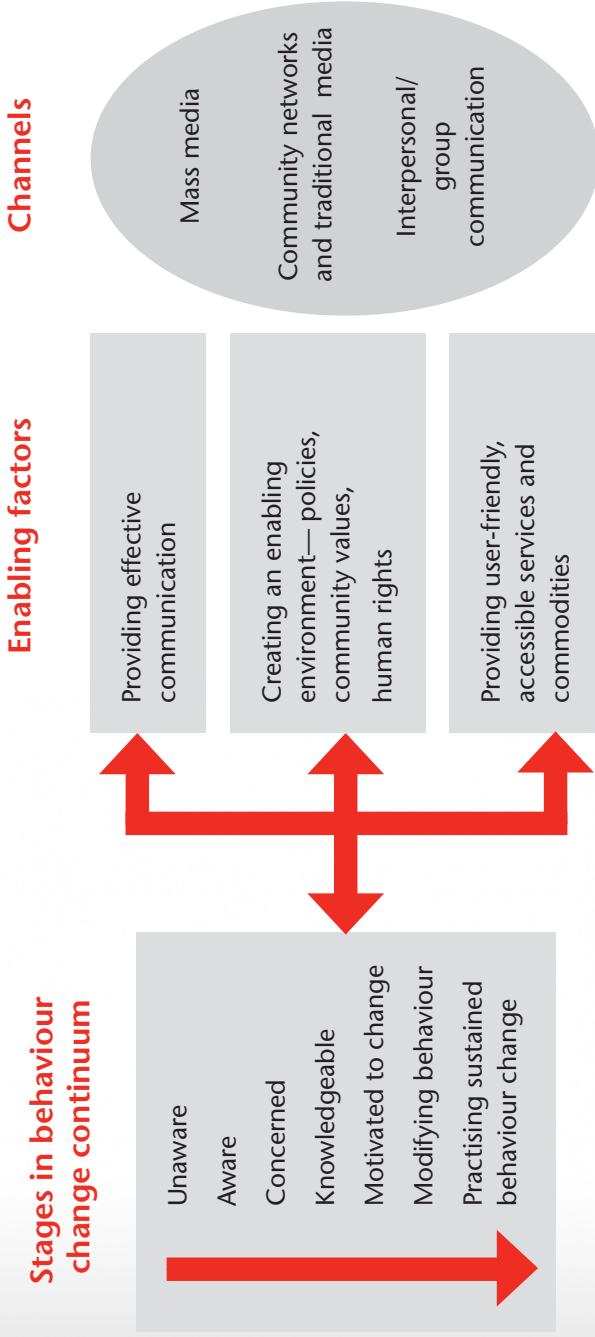 Stages in behaviour
change continuum
Unaware
Aware
Concerned
Knowledgeable
Motivated to change
Modifying behaviour
Practising sustained
behaviour change
Enabling factors
Providing effective
communication
Creating an enabling
environment— policies,
community values,
human rights
Providing user-friendly,
accessible services and
commodities
Channels
Mass media
Community networks
and traditional media
Interpersonal/
group
communication